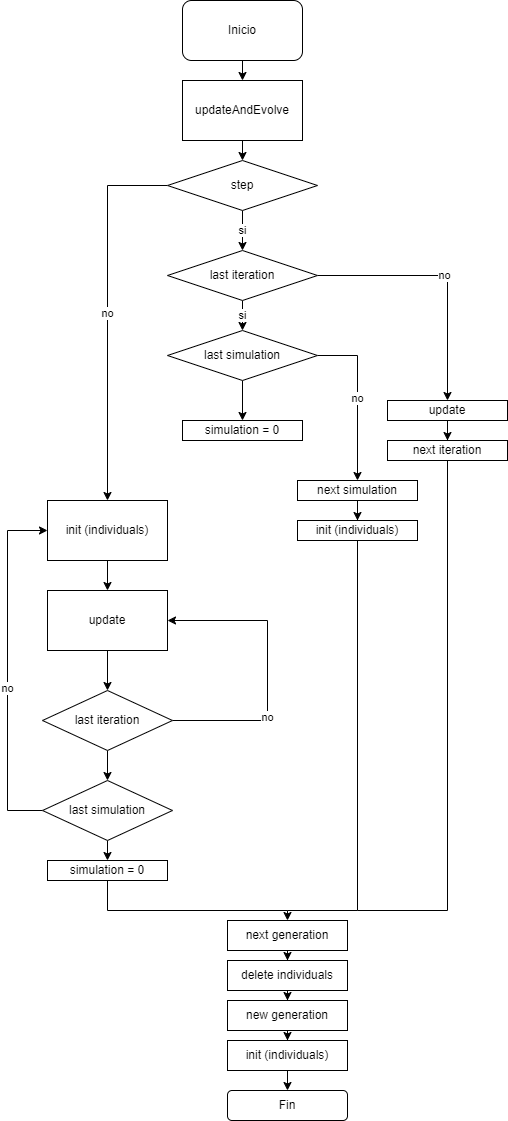 Inicio
updateAndEvolve
step
si
last iteration
no
si
no
last simulation
no
update
simulation = 0
next iteration
next simulation
init (individuals)
init (individuals)
update
no
last iteration
no
last simulation
simulation = 0
next generation
delete individuals
new generation
init (individuals)
Fin